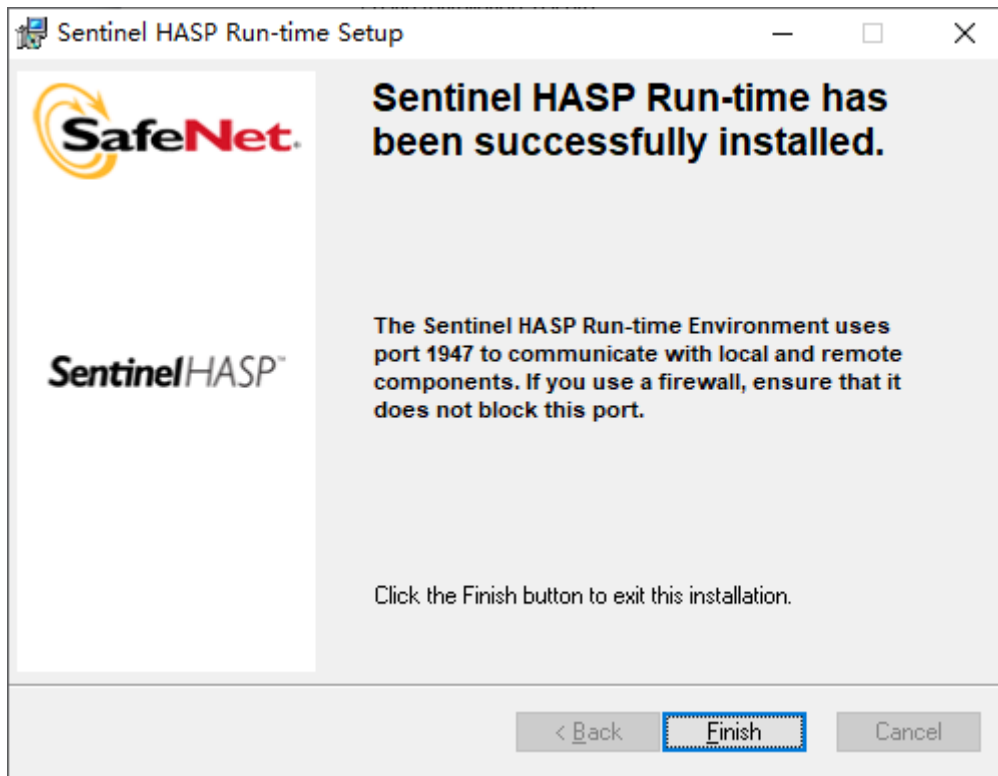 Sentinel HASP Run-time Setup
SafeNet.
Sentinel HASP Run-time has
been successfully installed.
The Sentinel HASP Run-time Environment uses
port 1947 to communicate with local and remote
components. If you use a firewall, ensure that it
does not block this port.
SentinelHASP™
Click the Finish button to exit this installation.
< Back
Finish
Cancel